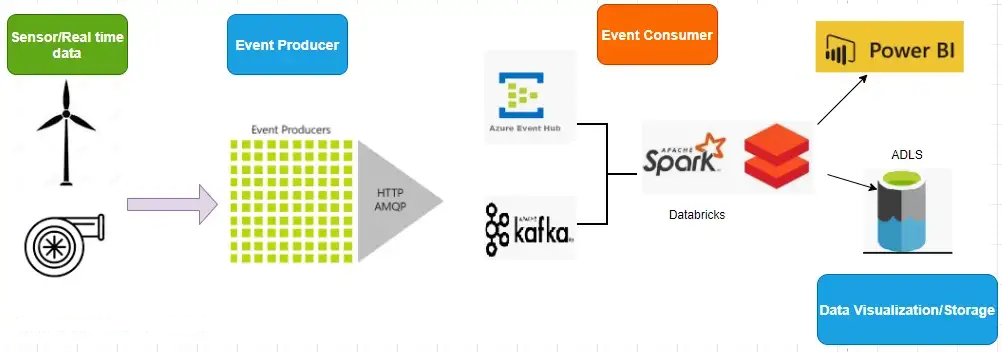 Sensor/Real time
data
Event Producer
Event Consumer
Power BI
Azure Event Hub
Event Producers
HTTP
AMQP
APACHE
Spark
Databricks
ADLS
APACHE
kafka
Data Visualization/Storage